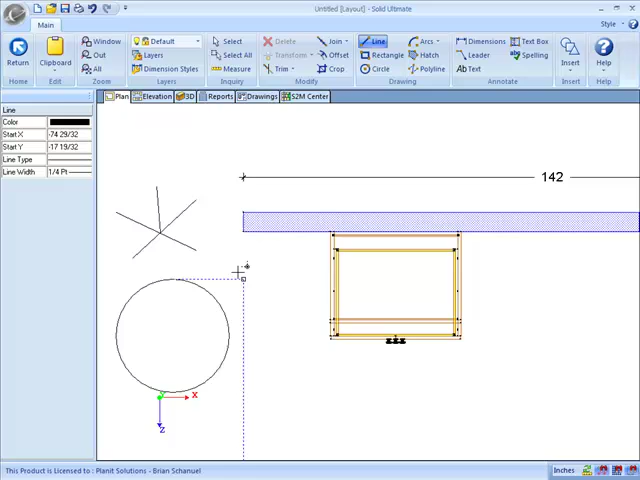 Untitled [Layout] - Solid Ultimate
Main
Style
Return
Clipboard
Window
Out
All
Default
Layers
Dimension Styles
Select
Select All
Measure
Delete
Transform
Trim
Join
Offset
Crop
Line
Rectangle
Circle
Arcs
Hatches
Polyline
Dimensions
Leader
Text
Text Box
Spelling
Insert
Help
Home
Edit
Zoom
Layers
Inquiry
Modify
Drawing
Annotate
Insert
Help
Plan
Elevation
3D
Reports
Drawings
S2M Center
Line
Color
Start X -74 29/32
Start Y -17 19/32
Line Type
Line Width 1/4 Pt
142
X
Z
This Product is Licensed to : Planit Solutions - Brian Schanuel
Inches